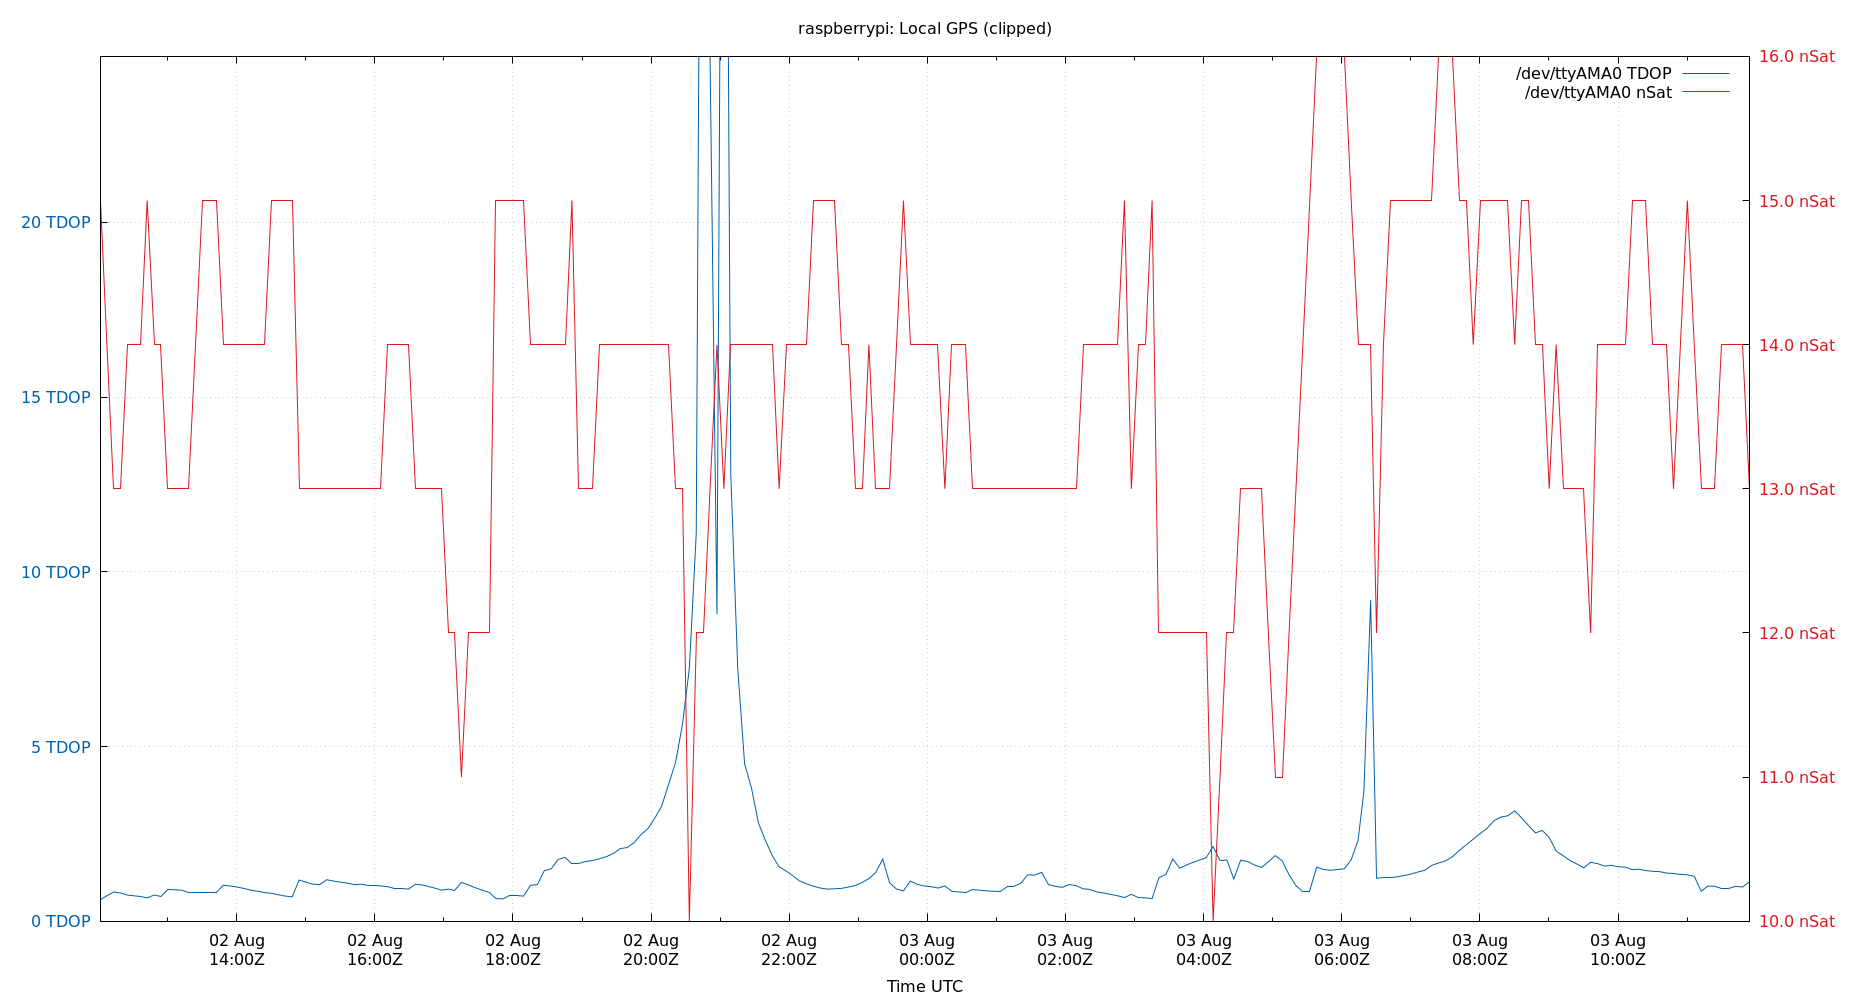 raspberrypi: Local GPS (clipped)
/dev/ttyAMA0 TDOP
/dev/ttyAMA0 nSat
20 TDOP
15 TDOP
10 TDOP
5 TDOP
0 TDOP
16.0 nSat
15.0 nSat
14.0 nSat
13.0 nSat
12.0 nSat
11.0 nSat
10.0 nSat
02 Aug
14:00Z
02 Aug
16:00Z
02 Aug
18:00Z
02 Aug
20:00Z
02 Aug
22:00Z
03 Aug
00:00Z
03 Aug
02:00Z
03 Aug
04:00Z
03 Aug
06:00Z
03 Aug
08:00Z
03 Aug
10:00Z
Time UTC